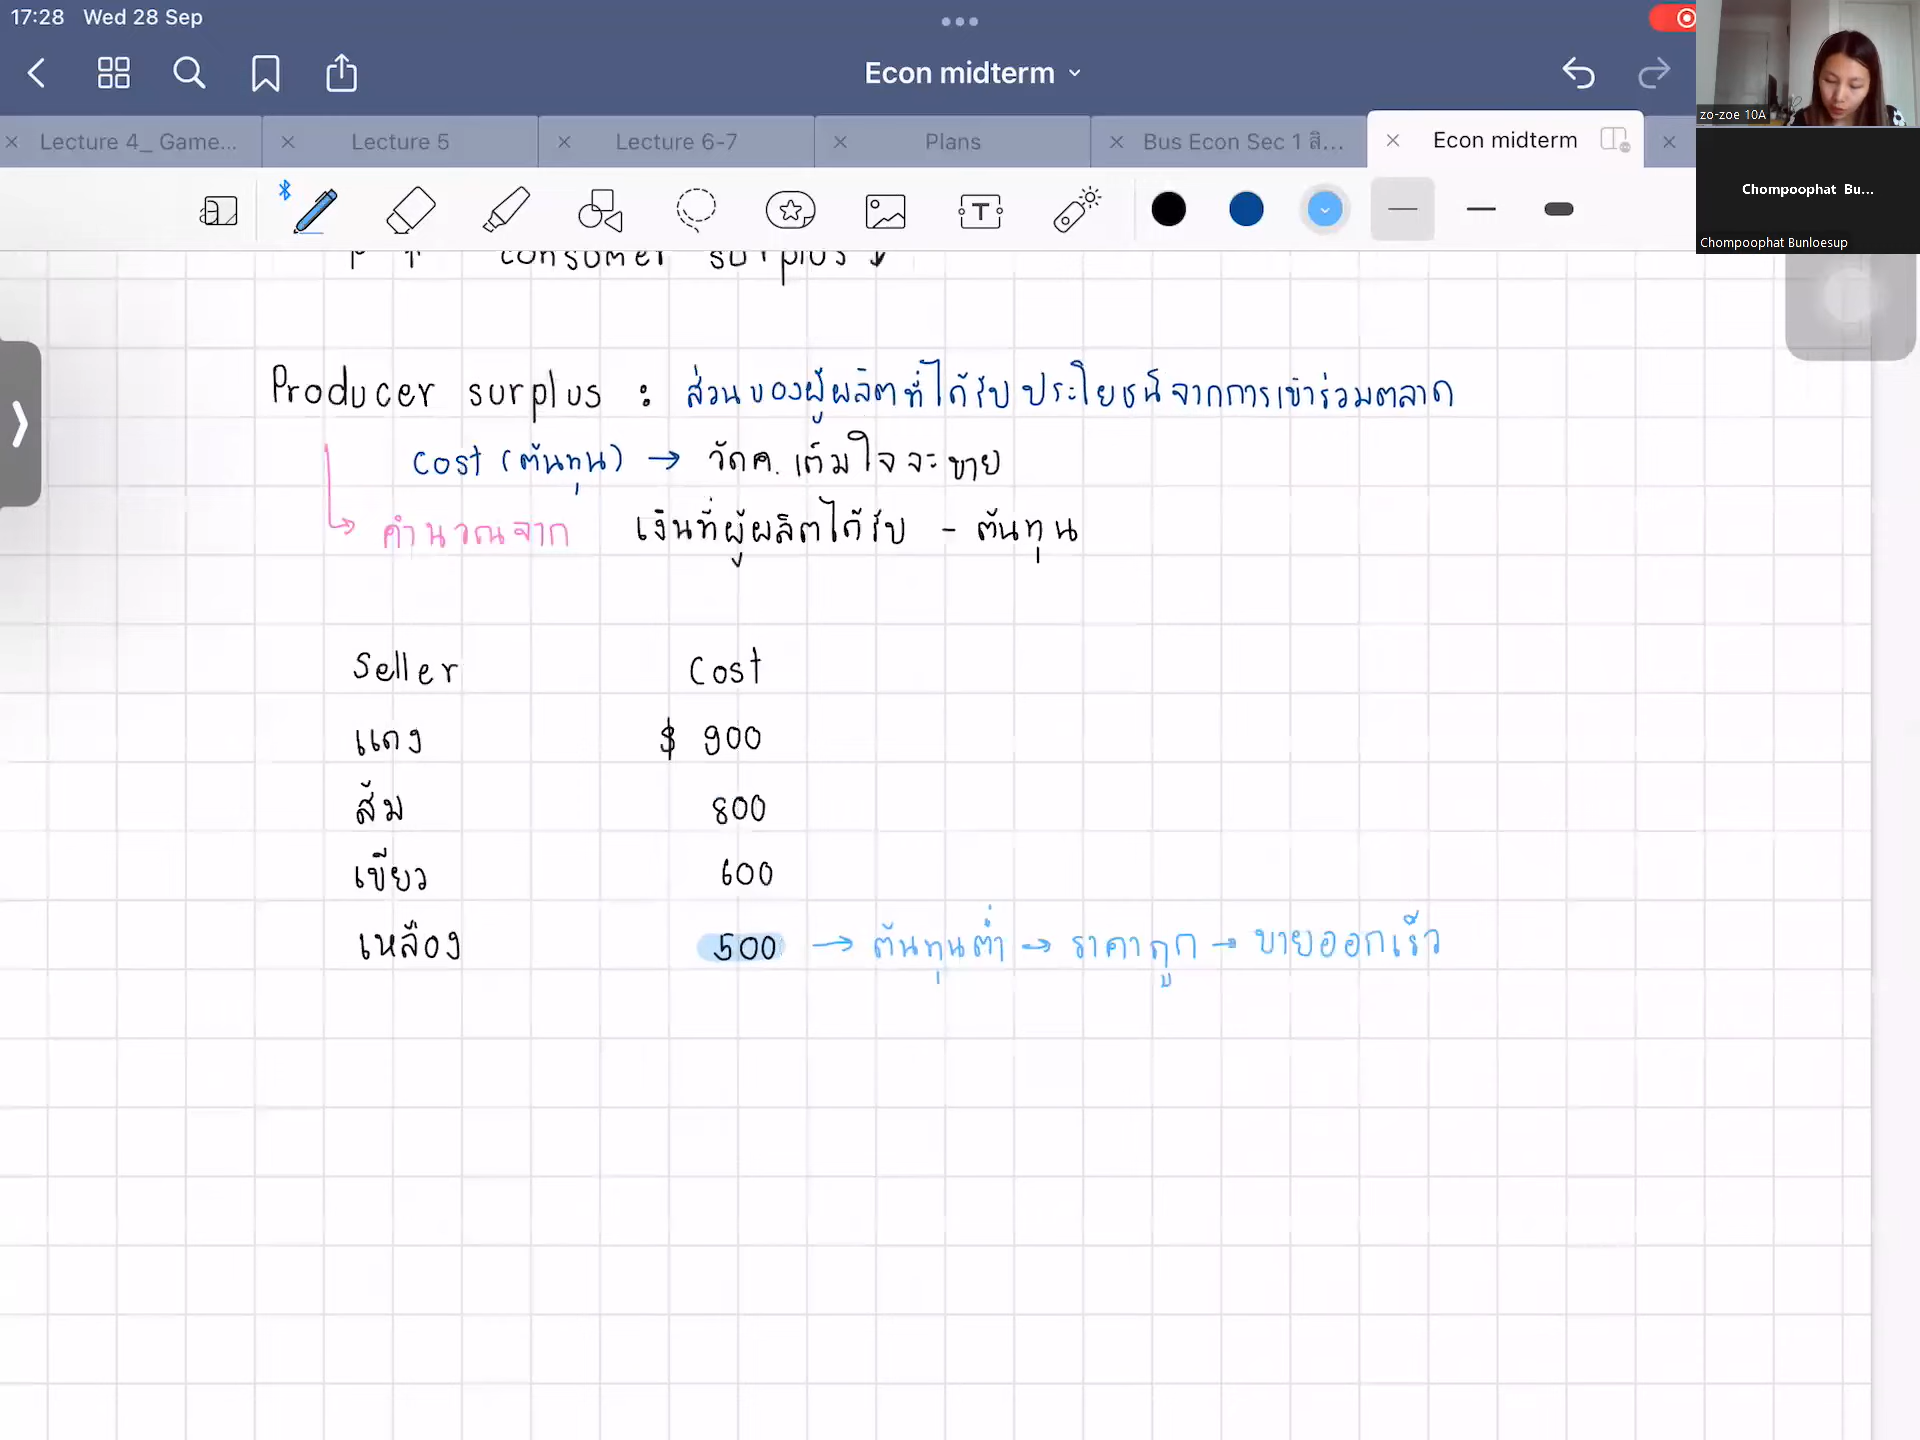 17:28 Wed 28 Sep
Econ midterm
Lecture 4_ Game...
Lecture 5
Lecture 6-7
Plans
Bus Econ Sec 1 สิ...
Econ midterm
zo-zoe 10A
Chompoophat Bu...
Chompoophat Bunloesup
P ↑ consumer surplus ↓
Producer surplus : ส่วนของผู้ผลิตที่ได้รับประโยชน์จากการเข้าร่วมตลาด
cost (ต้นทุน) → วัดค.เต็มใจจะขาย
คำนวณจาก เงินที่ผู้ผลิตได้รับ - ต้นทุน
Seller Cost
แดง $ 900
ส้ม 800
เขียว 600
เหลือง 500 → ต้นทุนต่ำ → ราคาถูก → ขายออกเร็ว